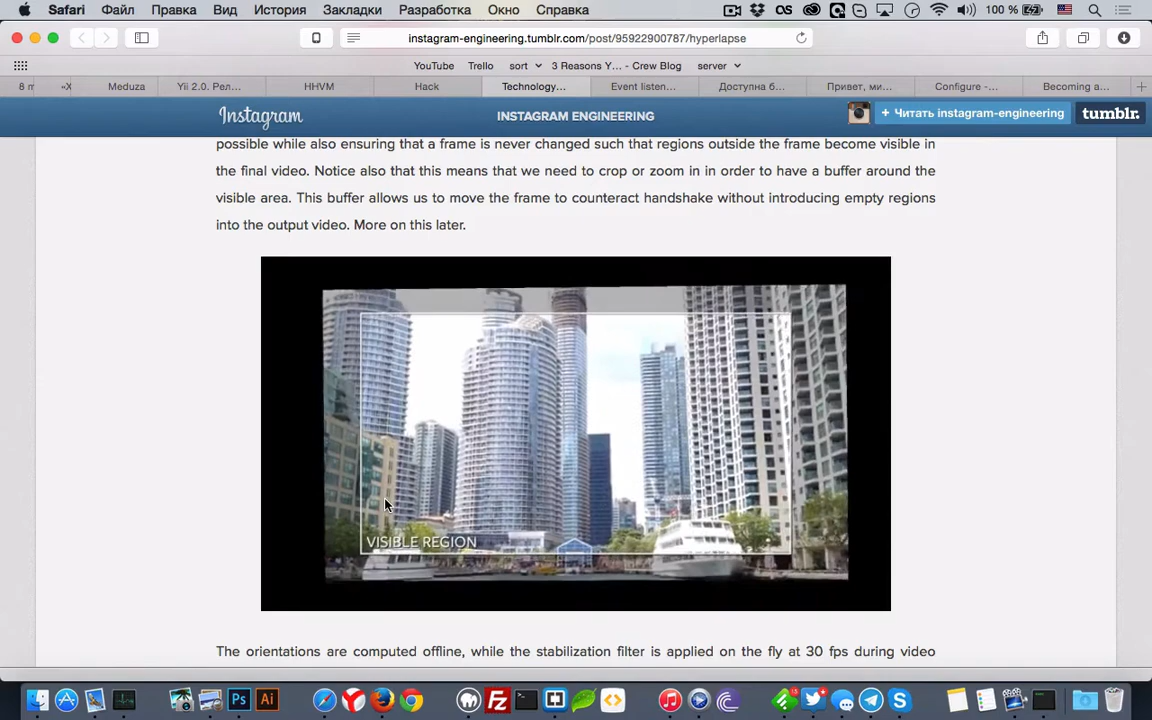 Safari Файл Правка Вид История Закладки Разработка Окно Справка 100 %
instagram-engineering.tumblr.com/post/95922900787/hyperlapse
YouTube Trello sort 3 Reasons Y... - Crew Blog server
8 п «Х Meduza Yii 2.0. Рел... HHVM Hack Technology... Event listen... Доступна б... Привет, ми... Configure -... Becoming a...
Instagram INSTAGRAM ENGINEERING + Читать instagram-engineering tumblr.
possible while also ensuring that a frame is never changed such that regions outside the frame become visible in
the final video. Notice also that this means that we need to crop or zoom in in order to have a buffer around the
visible area. This buffer allows us to move the frame to counteract handshake without introducing empty regions
into the output video. More on this later.
VISIBLE REGION
The orientations are computed offline, while the stabilization filter is applied on the fly at 30 fps during video
Ps Ai Fz